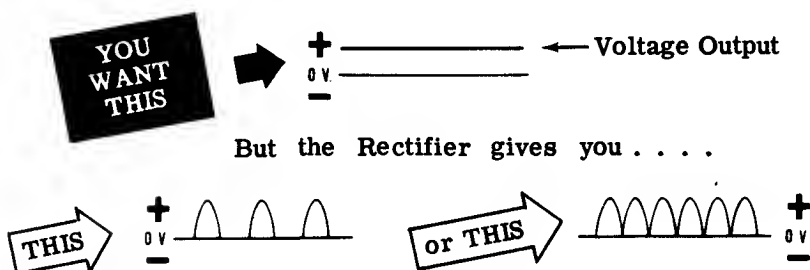 YOU
WANT
THIS
+
Voltage Output
0 V.
−
But the Rectifier gives you . . . .
THIS
+
0 V
−
or THIS
+
0 V
−